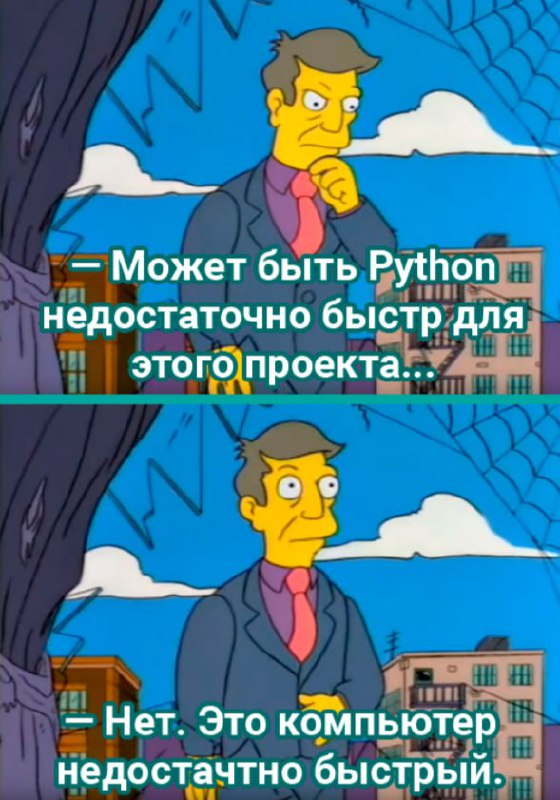 — Может быть Python
недостаточно быстр для
этого проекта...
— Нет. Это компьютер
недостачтно быстрый.